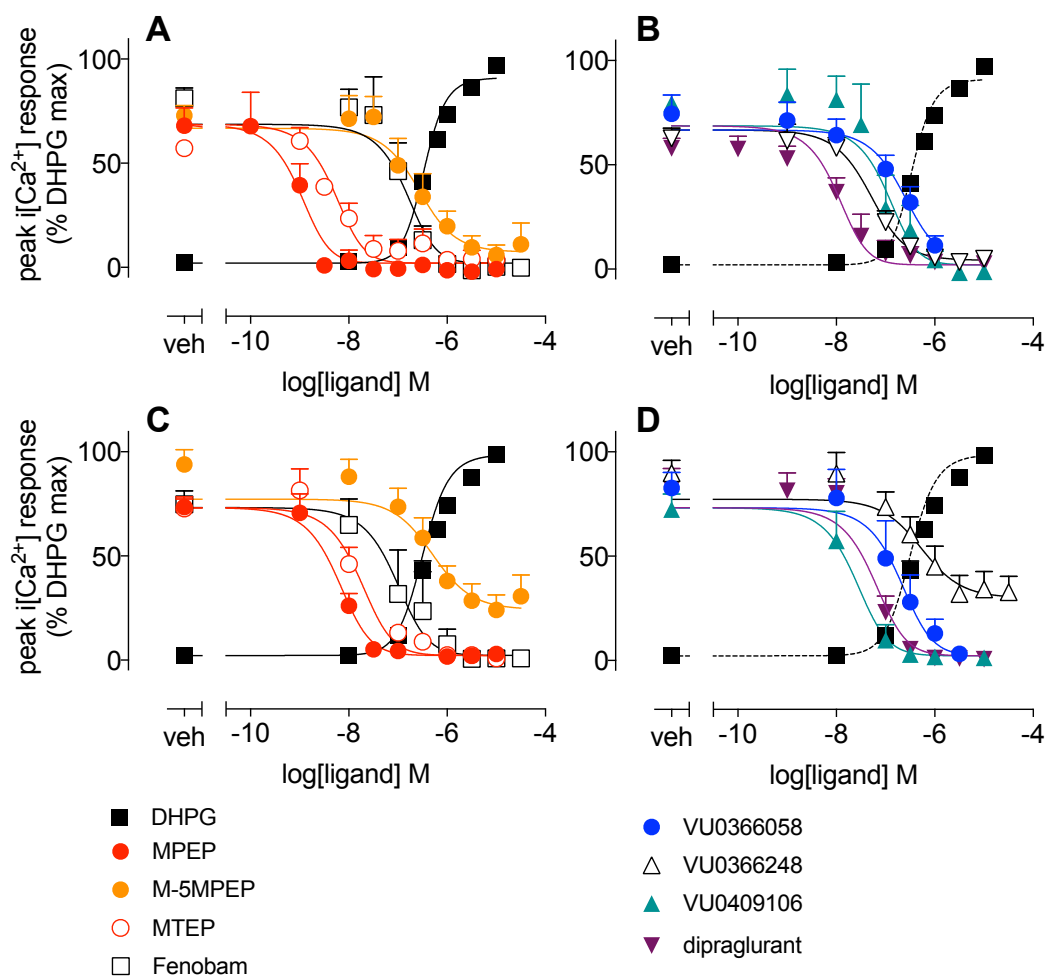 A
peak i[Ca2+] response
(% DHPG max)
100
50
0
veh
-10
-8
-6
-4
log[ligand] M
B
100
50
0
veh
-10
-8
-6
-4
log[ligand] M
C
peak i[Ca2+] response
(% DHPG max)
100
50
0
veh
-10
-8
-6
-4
log[ligand] M
D
100
50
0
veh
-10
-8
-6
-4
log[ligand] M
DHPG
MPEP
M-5MPEP
MTEP
Fenobam
VU0366058
VU0366248
VU0409106
dipraglurant